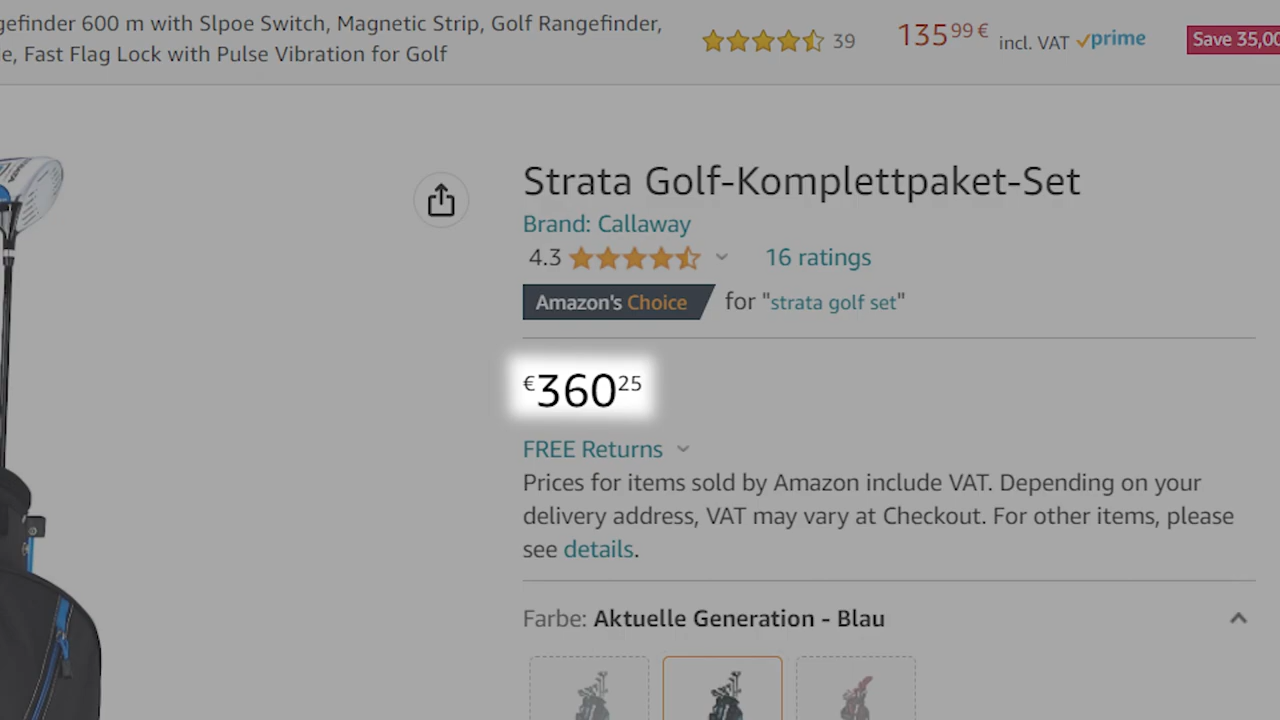 gefinder 600 m with Slpoe Switch, Magnetic Strip, Golf Rangefinder,
e, Fast Flag Lock with Pulse Vibration for Golf
39
135 99 € incl. VAT prime
Save 35,00
Strata Golf-Komplettpaket-Set
Brand: Callaway
4.3 16 ratings
Amazon's Choice for "strata golf set"
€360 25
FREE Returns
Prices for items sold by Amazon include VAT. Depending on your
delivery address, VAT may vary at Checkout. For other items, please
see details.
Farbe: Aktuelle Generation - Blau